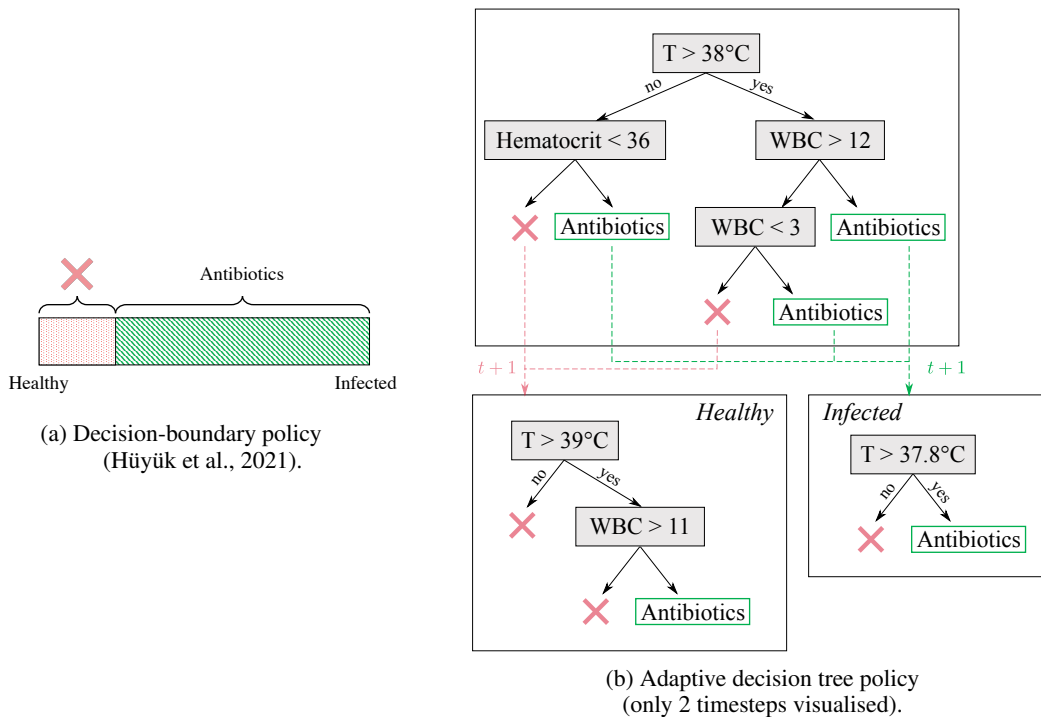 Antibiotics
Healthy
Infected
(a) Decision-boundary policy
(Hüyük et al., 2021).
T > 38°C
no
yes
Hematocrit < 36
WBC > 12
Antibiotics
WBC < 3
Antibiotics
Antibiotics
t + 1
t + 1
Healthy
T > 39°C
no
yes
WBC > 11
Antibiotics
Infected
T > 37.8°C
no
yes
Antibiotics
(b) Adaptive decision tree policy
(only 2 timesteps visualised).